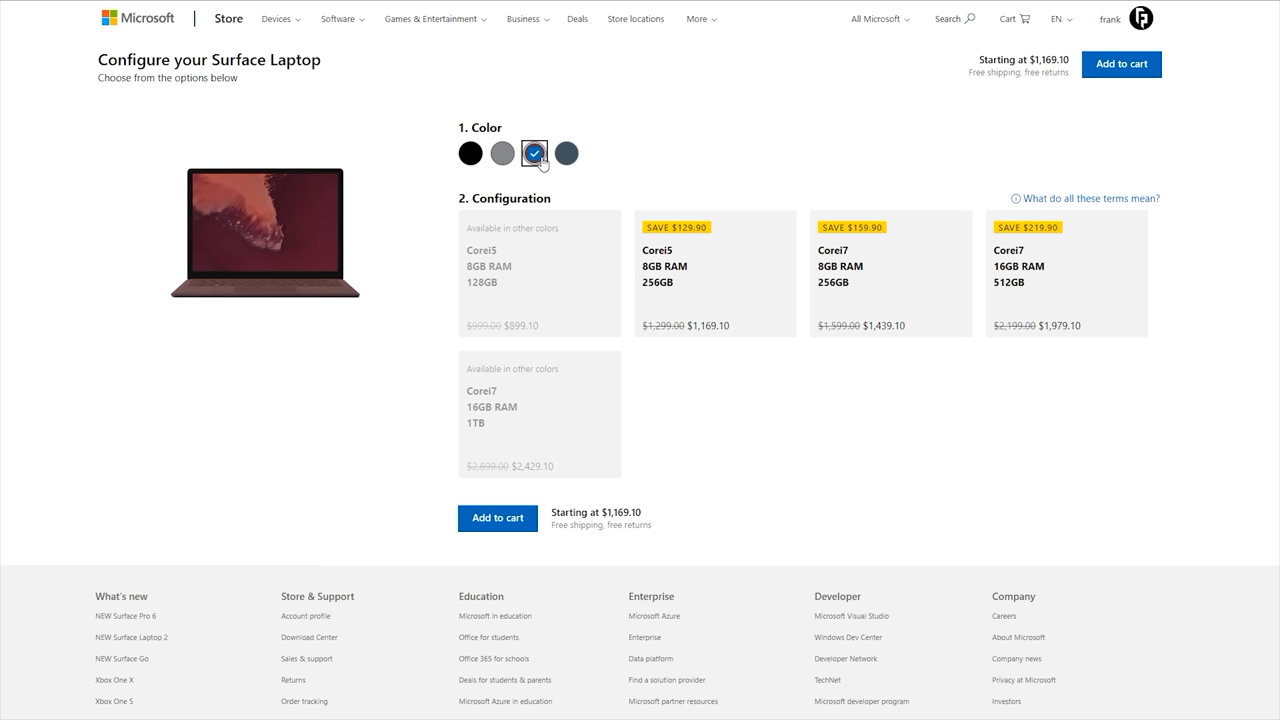 Microsoft
Store
Devices
Software
Games & Entertainment
Business
Deals
Store locations
More
All Microsoft
Search
Cart
EN
frank
Configure your Surface Laptop
Choose from the options below
Starting at $1,169.10
Free shipping, free returns
Add to cart
1. Color
2. Configuration
What do all these terms mean?
Available in other colors
Corei5
8GB RAM
128GB
$999.00 $899.10
SAVE $129.90
Corei5
8GB RAM
256GB
$1,299.00 $1,169.10
SAVE $159.90
Corei7
8GB RAM
256GB
$1,599.00 $1,439.10
SAVE $219.90
Corei7
16GB RAM
512GB
$2,199.00 $1,979.10
Available in other colors
Corei7
16GB RAM
1TB
$2,699.00 $2,429.10
Add to cart
Starting at $1,169.10
Free shipping, free returns
What's new
NEW Surface Pro 6
NEW Surface Laptop 2
NEW Surface Go
Xbox One X
Xbox One S
Store & Support
Account profile
Download Center
Sales & support
Returns
Order tracking
Education
Microsoft in education
Office for students
Office 365 for schools
Deals for students & parents
Microsoft Azure in education
Enterprise
Microsoft Azure
Enterprise
Data platform
Find a solution provider
Microsoft partner resources
Developer
Microsoft Visual Studio
Windows Dev Center
Developer Network
TechNet
Microsoft developer program
Company
Careers
About Microsoft
Company news
Privacy at Microsoft
Investors